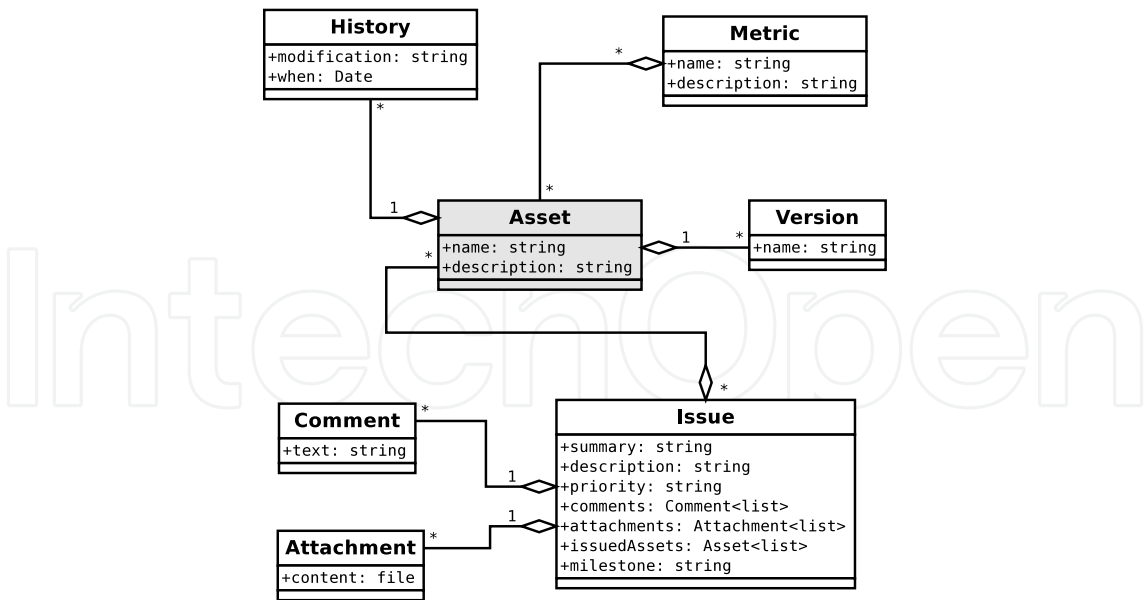 History
+modification: string
+when: Date
*
Metric
+name: string
+description: string
*
*
1
Asset
+name: string
+description: string
*
1
*
Version
+name: string
*
Issue
+summary: string
+description: string
+priority: string
+comments: Comment<list>
+attachments: Attachment<list>
+issuedAssets: Asset<list>
+milestone: string
Comment
+text: string
*
1
1
Attachment
+content: file
*
IntechOpen